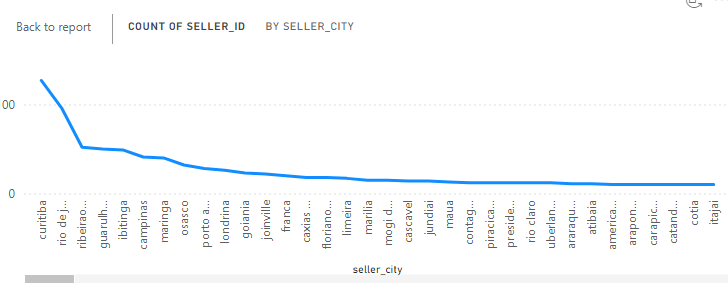 Back to report
COUNT OF SELLER_ID
BY SELLER_CITY
00
0
curitiba
rio de j...
ribeirao...
guarulh...
ibitinga
campinas
maringa
osasco
porto a...
londrina
goiania
joinville
franca
caxias ...
floriano...
limeira
marilia
mogi d...
cascavel
jundiai
maua
contag...
piracica...
preside...
rio claro
uberlan...
araraqu...
atibaia
america...
arapon...
carapic...
catand...
cotia
itajai
seller_city